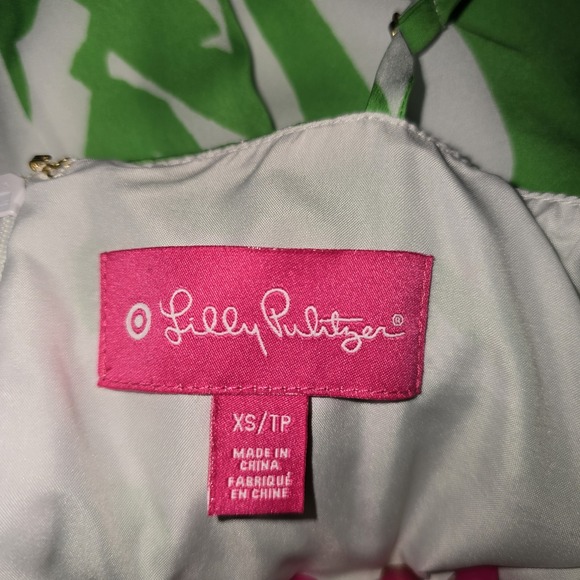 Lilly Pulitzer®
XS/TP
MADE IN
CHINA
FABRIQUÉ
EN CHINE